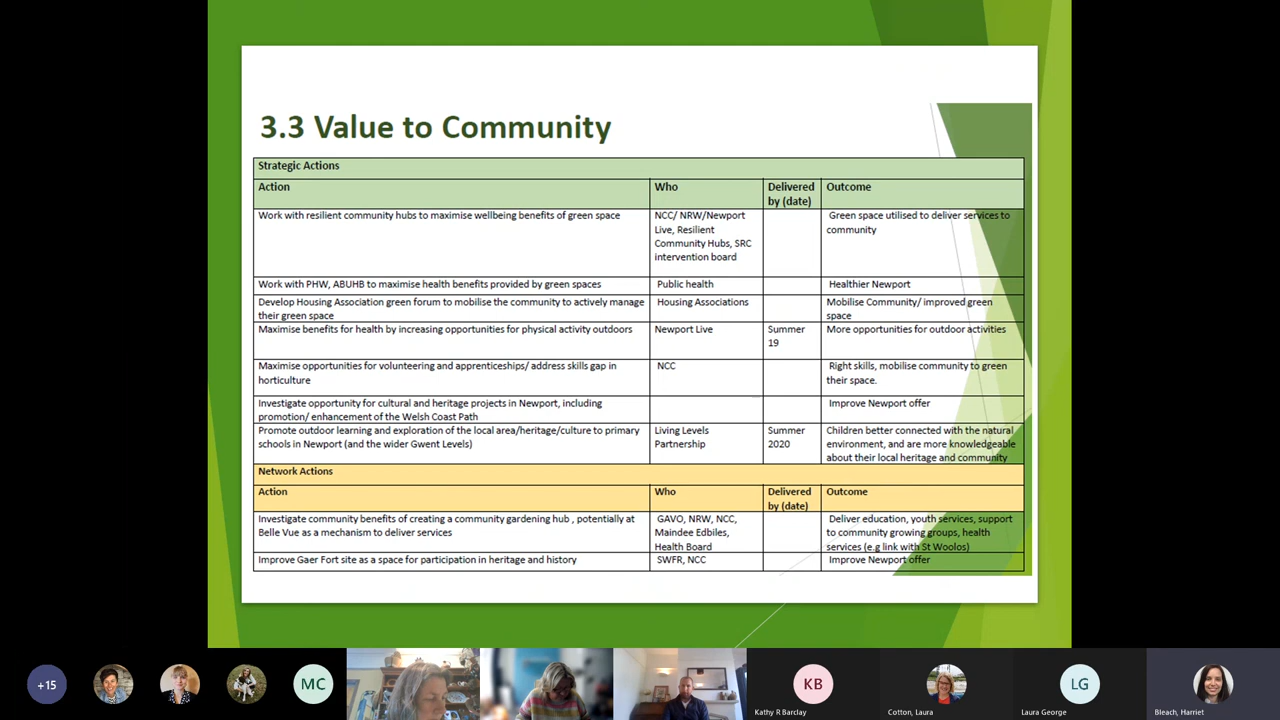 3.3 Value to Community
Strategic Actions
Action Who Delivered by (date) Outcome
Work with resilient community hubs to maximise wellbeing benefits of green space
NCC/ NRW/Newport
Live, Resilient
Community Hubs, SRC
intervention board
Green space utilised to deliver services to
community
Work with PHW, ABUHB to maximise health benefits provided by green spaces
Public health
Healthier Newport
Develop Housing Association green forum to mobilise the community to actively manage
their green space
Housing Associations
Mobilise Community/ improved green
space
Maximise benefits for health by increasing opportunities for physical activity outdoors
Newport Live
Summer
19
More opportunities for outdoor activities
Maximise opportunities for volunteering and apprenticeships/ address skills gap in
horticulture
NCC
Right skills, mobilise community to green
their space.
Investigate opportunity for cultural and heritage projects in Newport, including
promotion/ enhancement of the Welsh Coast Path
Improve Newport offer
Promote outdoor learning and exploration of the local area/heritage/culture to primary
schools in Newport (and the wider Gwent Levels)
Living Levels
Partnership
Summer
2020
Children better connected with the natural
environment, and are more knowledgeable
about their local heritage and community
Network Actions
Action Who Delivered by (date) Outcome
Investigate community benefits of creating a community gardening hub , potentially at
Belle Vue as a mechanism to deliver services
GAVO, NRW, NCC,
Maindee Edbiles,
Health Board
Deliver education, youth services, support
to community growing groups, health
services (e.g link with St Woolos)
Improve Gaer Fort site as a space for participation in heritage and history
SWFR, NCC
Improve Newport offer
+15
MC
KB
LG
Kathy R Barclay
Cotton, Laura
Laura George
Bleach, Harriet